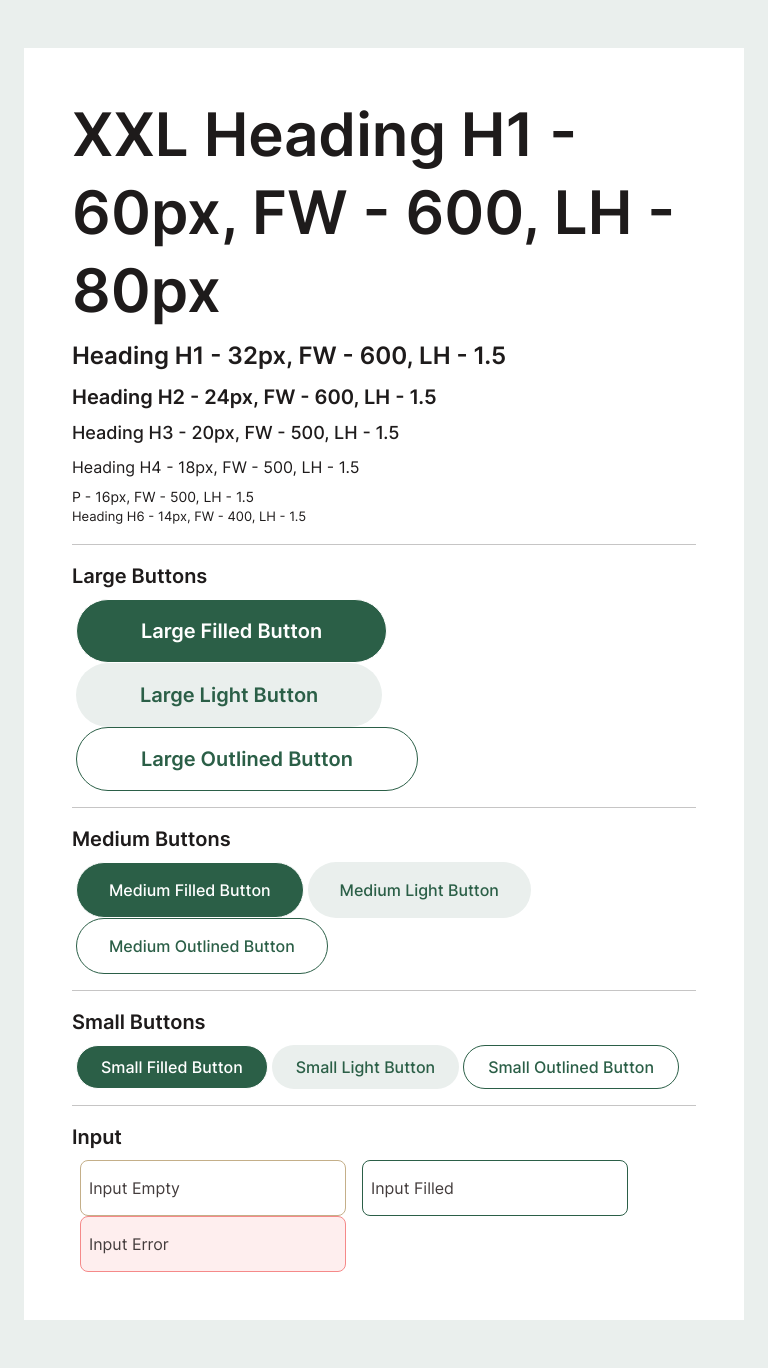 XXL Heading H1 -
60px, FW - 600, LH -
80px
Heading H1 - 32px, FW - 600, LH - 1.5
Heading H2 - 24px, FW - 600, LH - 1.5
Heading H3 - 20px, FW - 500, LH - 1.5
Heading H4 - 18px, FW - 500, LH - 1.5
P - 16px, FW - 500, LH - 1.5
Heading H6 - 14px, FW - 400, LH - 1.5
Large Buttons
Large Filled Button
Large Light Button
Large Outlined Button
Medium Buttons
Medium Filled Button
Medium Light Button
Medium Outlined Button
Small Buttons
Small Filled Button
Small Light Button
Small Outlined Button
Input
Input Empty
Input Filled
Input Error